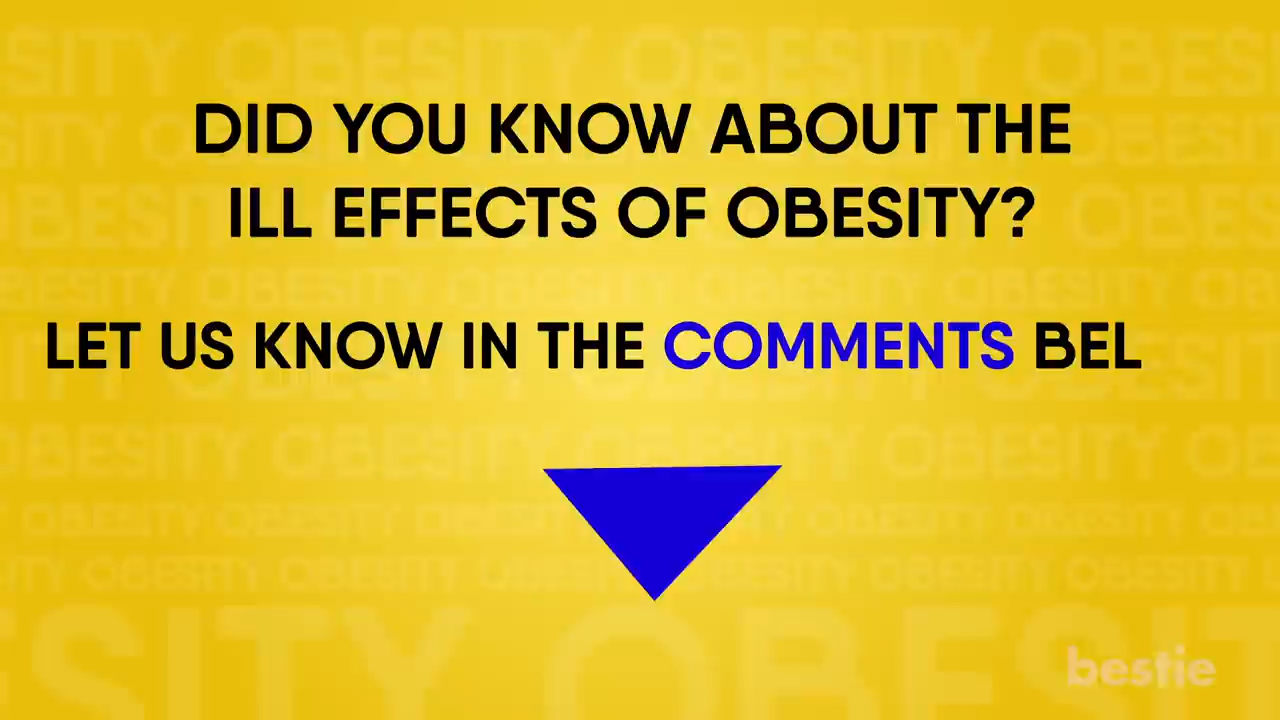 DID YOU KNOW ABOUT THE
ILL EFFECTS OF OBESITY?
LET US KNOW IN THE COMMENTS BEL
bestie